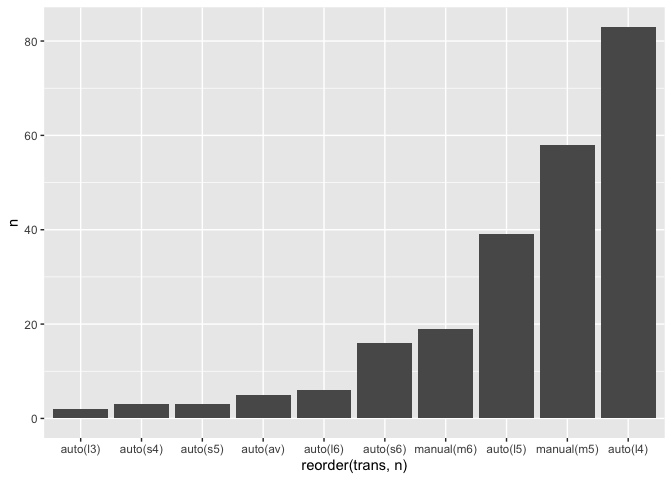 80
60
n
40
20
0
auto(l3) auto(s4) auto(s5) auto(av) auto(l6) auto(s6) manual(m6) auto(l5) manual(m5) auto(l4)
reorder(trans, n)